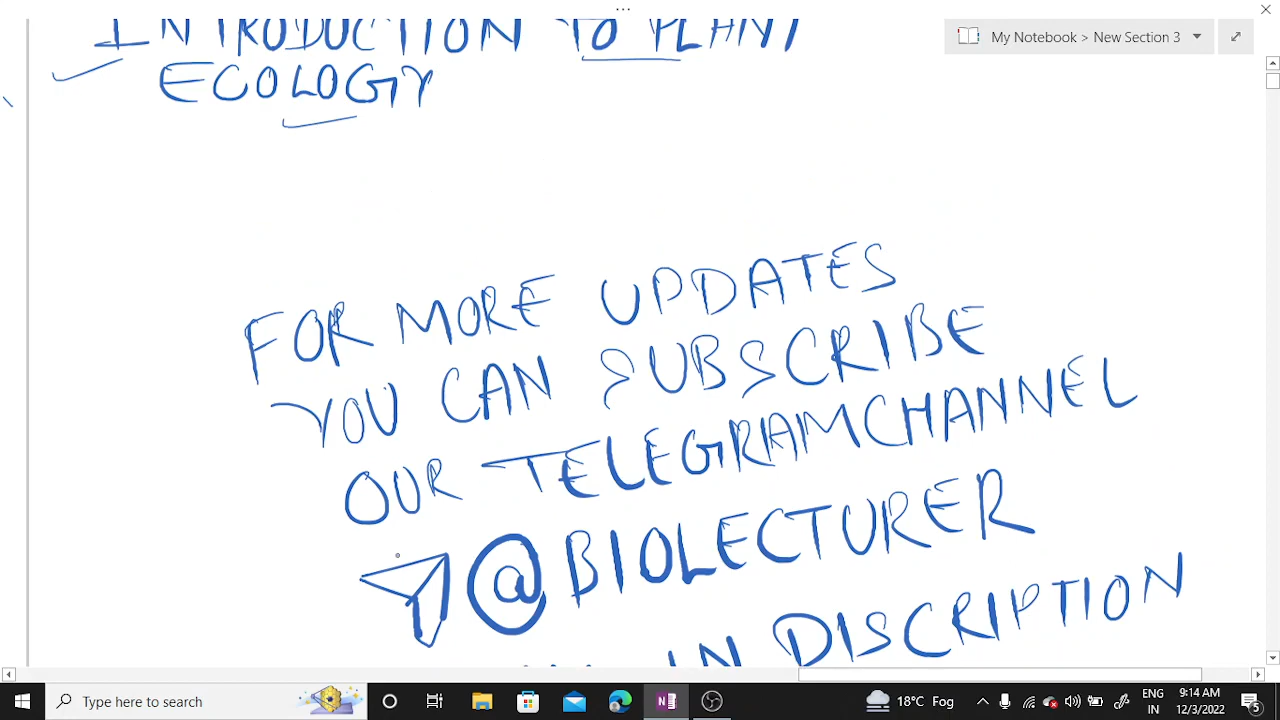 INTRODUCTION TO PLANT
ECOLOGY
My Notebook > New Section 3
FOR MORE UPDATES
YOU CAN SUBSCRIBE
OUR TELEGRAMCHANNEL
@BIOLECTURER
IN DISCRIPTION
Type here to search
18°C Fog
ENG
IN
9:14 AM
12/3/2022
5